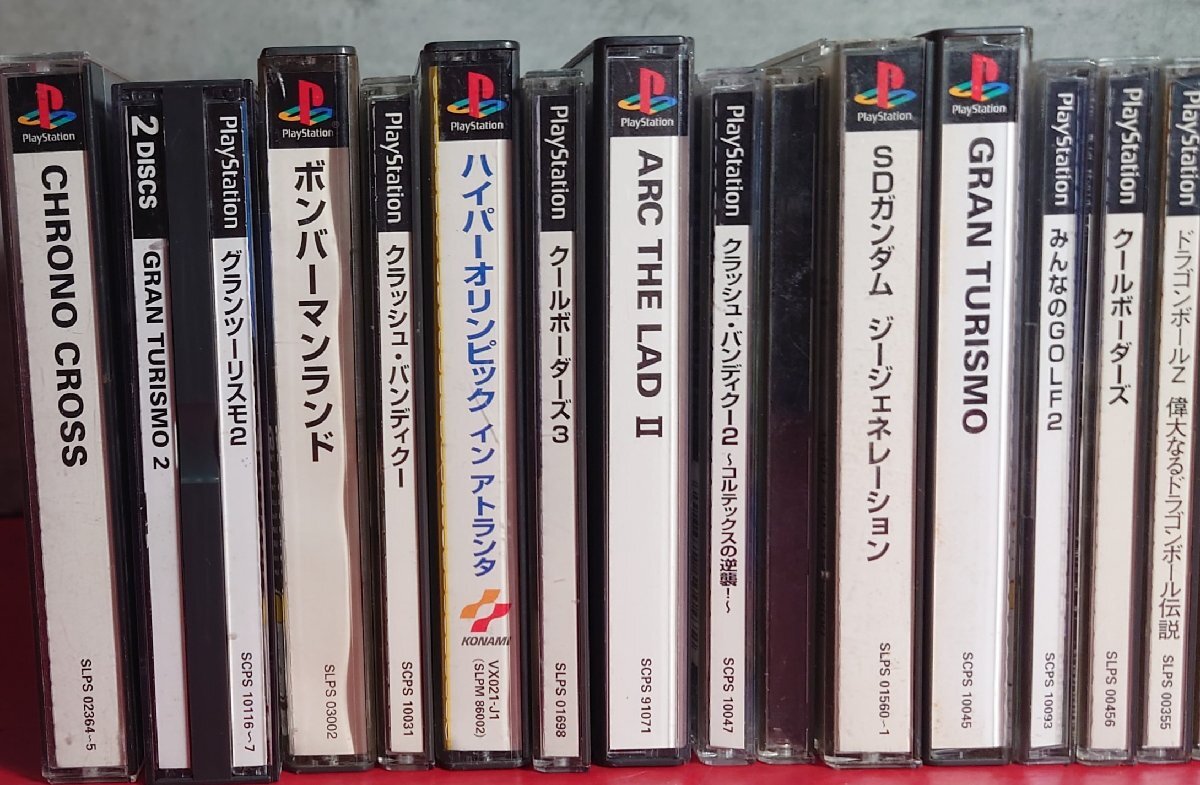 PlayStation
CHRONO CROSS
SLPS 02364~5
2 DISCS
GRAN TURISMO 2
PlayStation
グランツーリスモ2
SCPS 10116~7
PlayStation
ボンバーマンランド
SLPS 03002
PlayStation
クラッシュ・バンディクー
SCPS 10031
PlayStation
ハイパーオリンピック イン アトランタ
KONAMI
VX021-J1
(SLPM 86002)
PlayStation
クールボーダーズ3
SLPS 01698
PlayStation
ARC THE LAD II
SCPS 91071
PlayStation
クラッシュ・バンディクー2 ~コルテックスの逆襲!~
SCPS 10047
PlayStation
SDガンダム ジージェネレーション
SLPS 01560~1
PlayStation
GRAN TURISMO
SCPS 10045
PlayStation
みんなのGOLF2
SCPS 10093
PlayStation
クールボーダーズ
SLPS 00456
PlayStation
ドラゴンボールZ 偉大なるドラゴンボール伝説
SLPS 00355